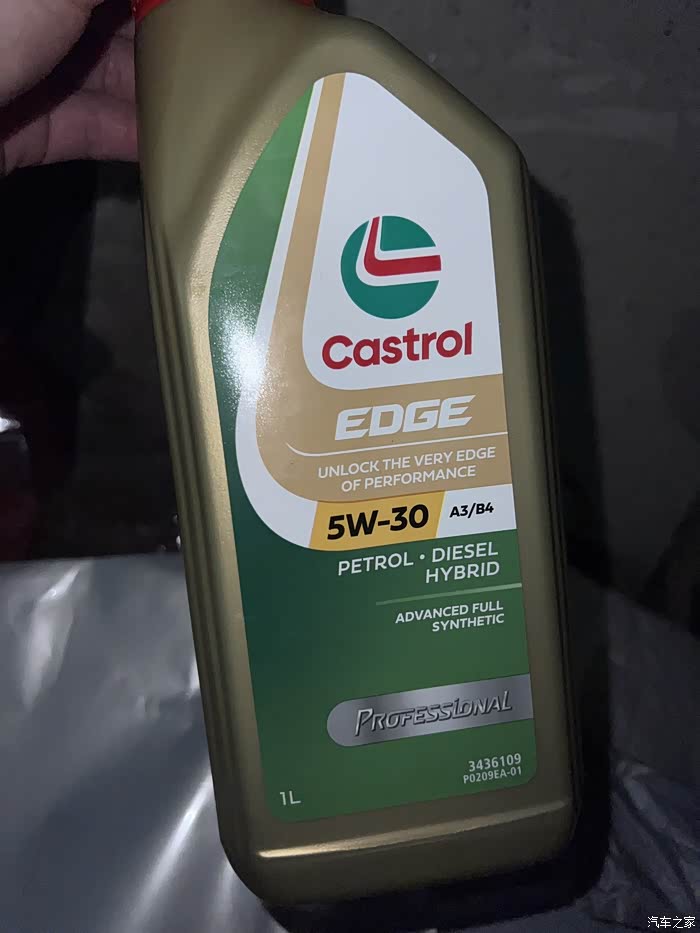 Castrol
EDGE
UNLOCK THE VERY EDGE
OF PERFORMANCE
5W-30 A3/B4
PETROL • DIESEL
HYBRID
ADVANCED FULL
SYNTHETIC
PROFESSIONAL
3436109
P0209EA-01
1L
汽车之家